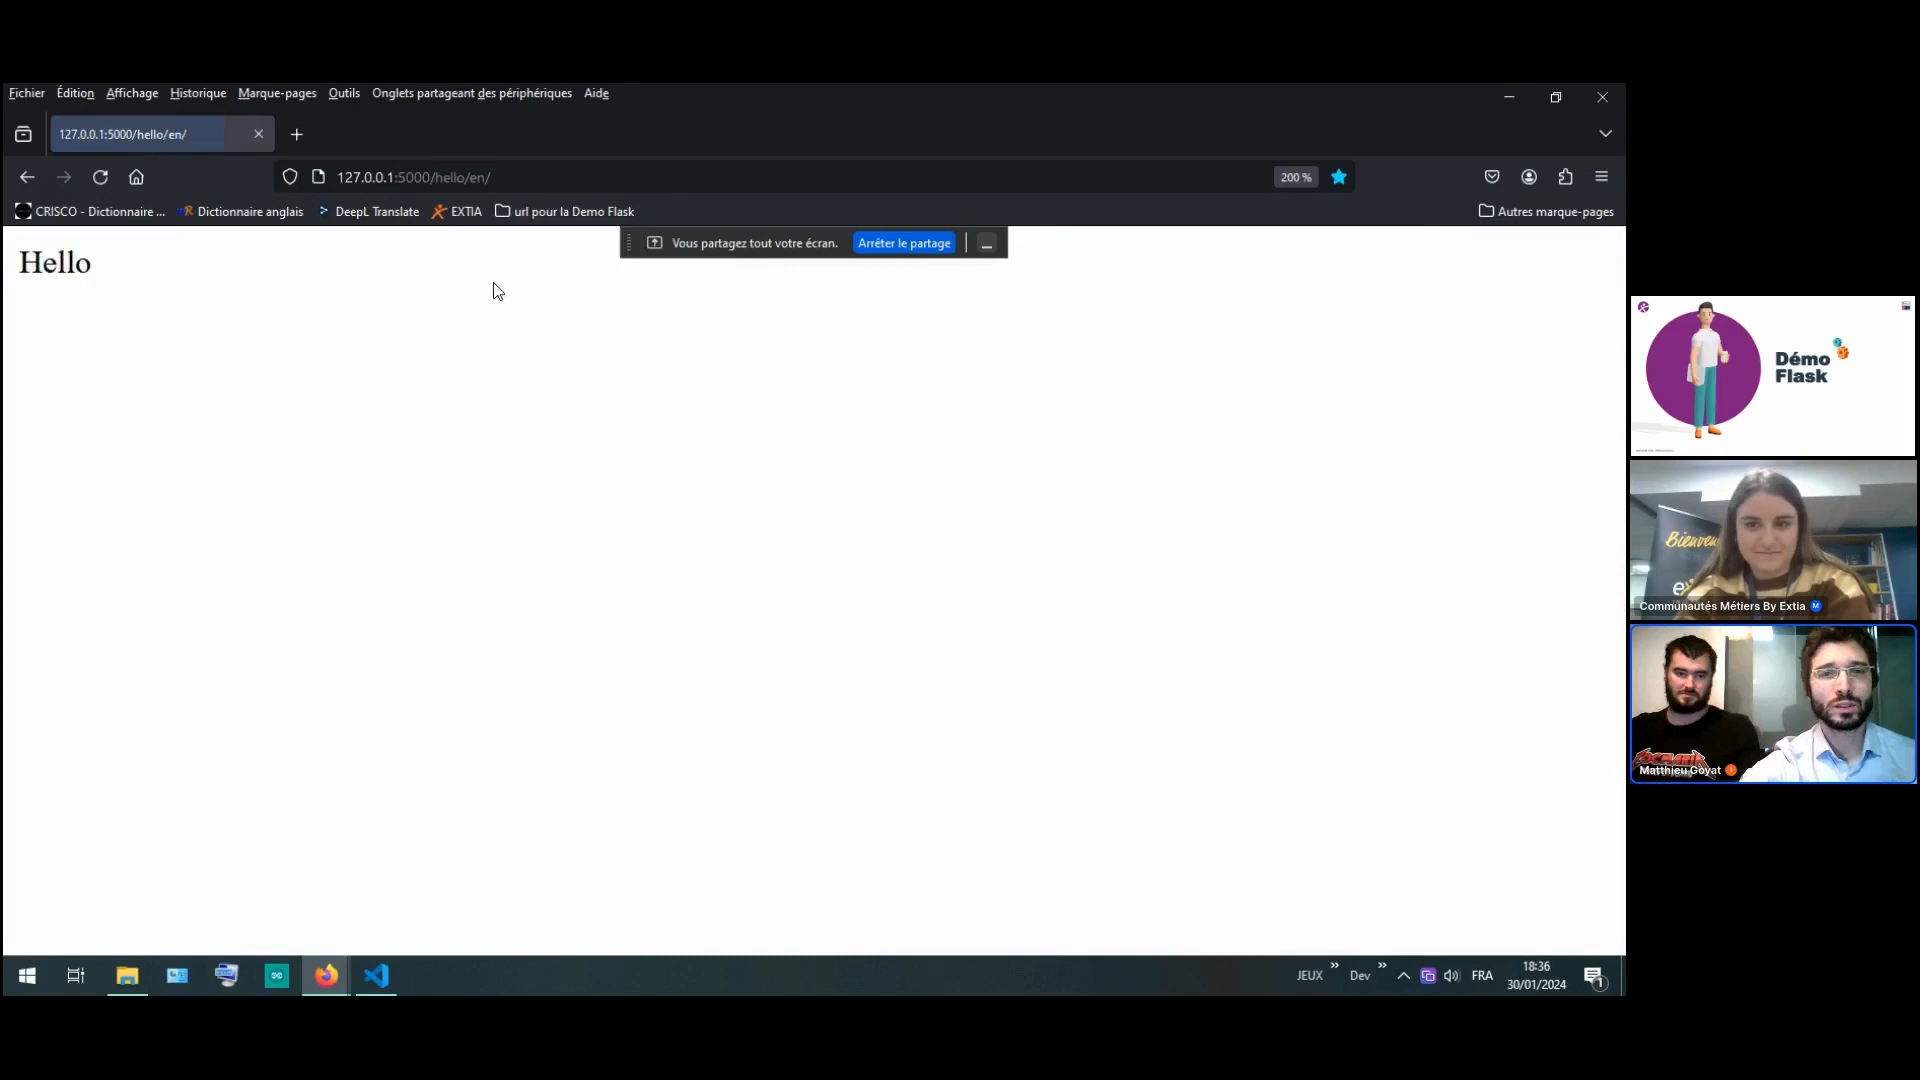 Fichier Édition Affichage Historique Marque-pages Outils Onglets partageant des périphériques Aide
127.0.0.1:5000/hello/en/
127.0.0.1:5000/hello/en/
200 %
CRISCO - Dictionnaire ... Dictionnaire anglais DeepL Translate EXTIA url pour la Demo Flask Autres marque-pages
Vous partagez tout votre écran. Arrêter le partage
Hello
Démo
Flask
Bienven
Communautés Métiers By Extia M
Matthieu Goyat
JEUX Dev FRA 18:36
30/01/2024
1